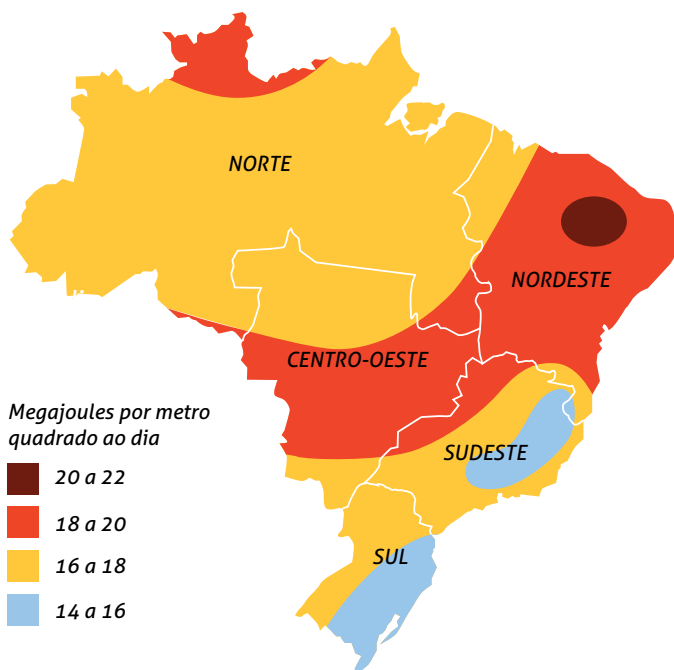 NORTE
NORDESTE
CENTRO-OESTE
SUDESTE
SUL
Megajoules por metro
quadrado ao dia
20 a 22
18 a 20
16 a 18
14 a 16